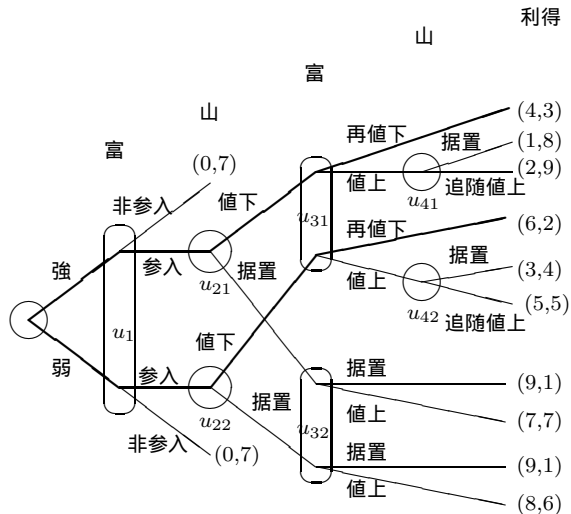 利得
山
富
山
富
(4,3)
再値下
据置
(1,8)
(2,9)
値上
追随値上
u41
(0,7)
非参入
値下
u31
再値下
(6,2)
強
参入
u21
据置
据置
値上
(3,4)
u42
(5,5)
追随値上
u1
値下
弱
参入
u22
据置
据置
(9,1)
値上
(7,7)
u32
非参入
(0,7)
据置
(9,1)
値上
(8,6)